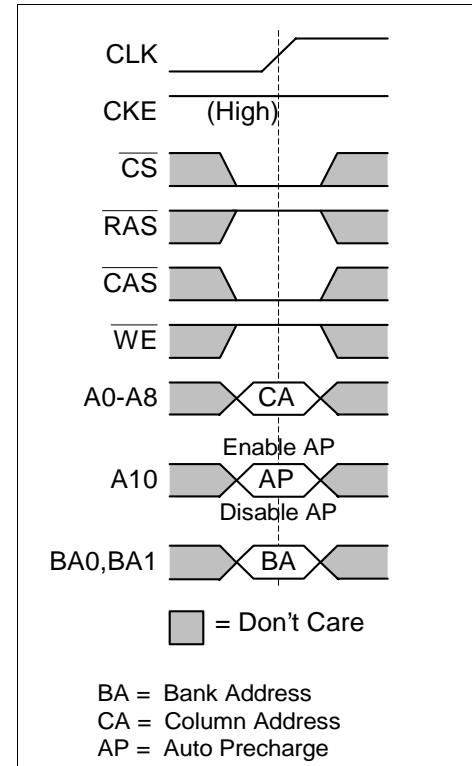 CLK
CKE (High)
CS
RAS
CAS
WE
A0-A8 CA
Enable AP
A10 AP
Disable AP
BA0,BA1 BA
= Don't Care
BA = Bank Address
CA = Column Address
AP = Auto Precharge